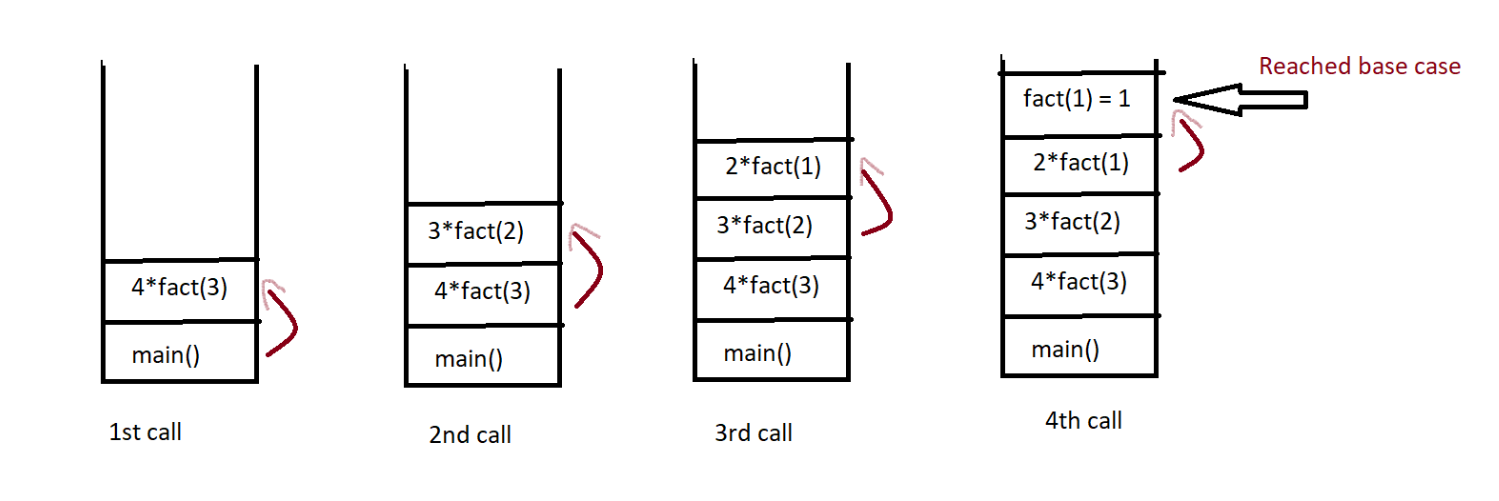 Reached base case
4*fact(3)
main()
1st call
3*fact(2)
4*fact(3)
main()
2nd call
2*fact(1)
3*fact(2)
4*fact(3)
main()
3rd call
fact(1) = 1
2*fact(1)
3*fact(2)
4*fact(3)
main()
4th call